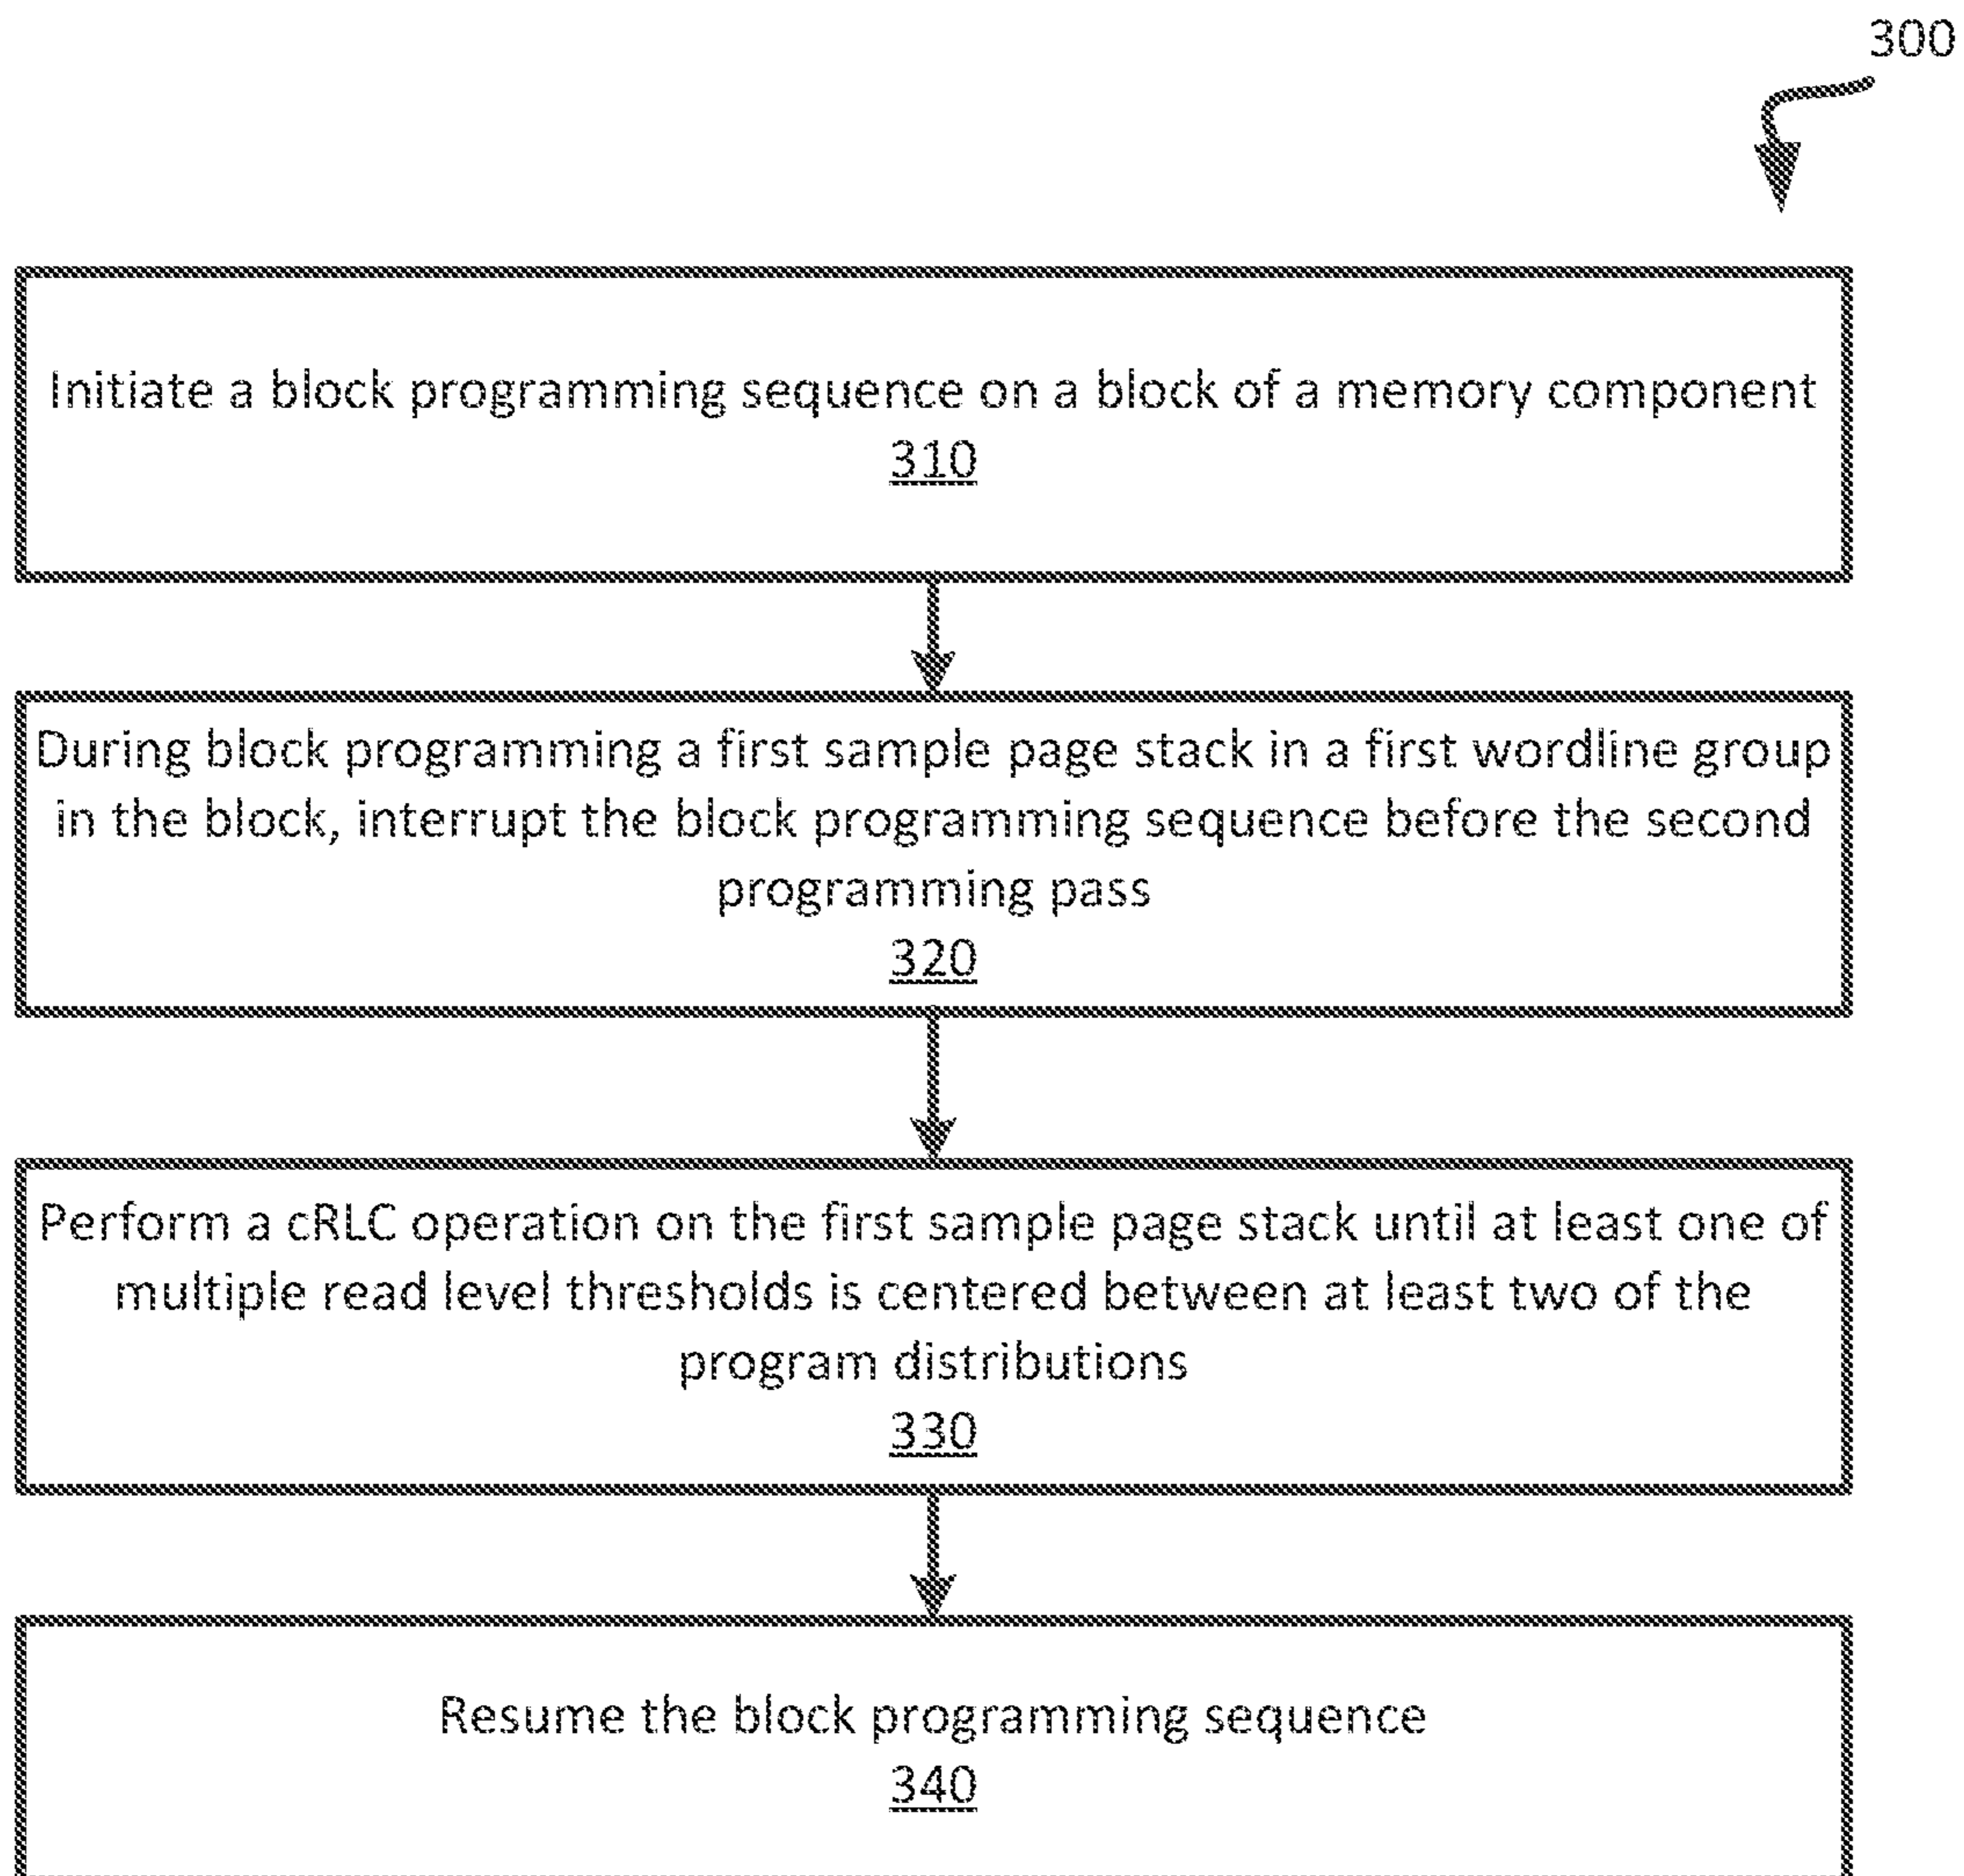 300
Initiate a block programming sequence on a block of a memory component
310
During block programming a first sample page stack in a first wordline group
in the block, interrupt the block programming sequence before the second
programming pass
320
Perform a cRLC operation on the first sample page stack until at least one of
multiple read level thresholds is centered between at least two of the
program distributions
330
Resume the block programming sequence
340